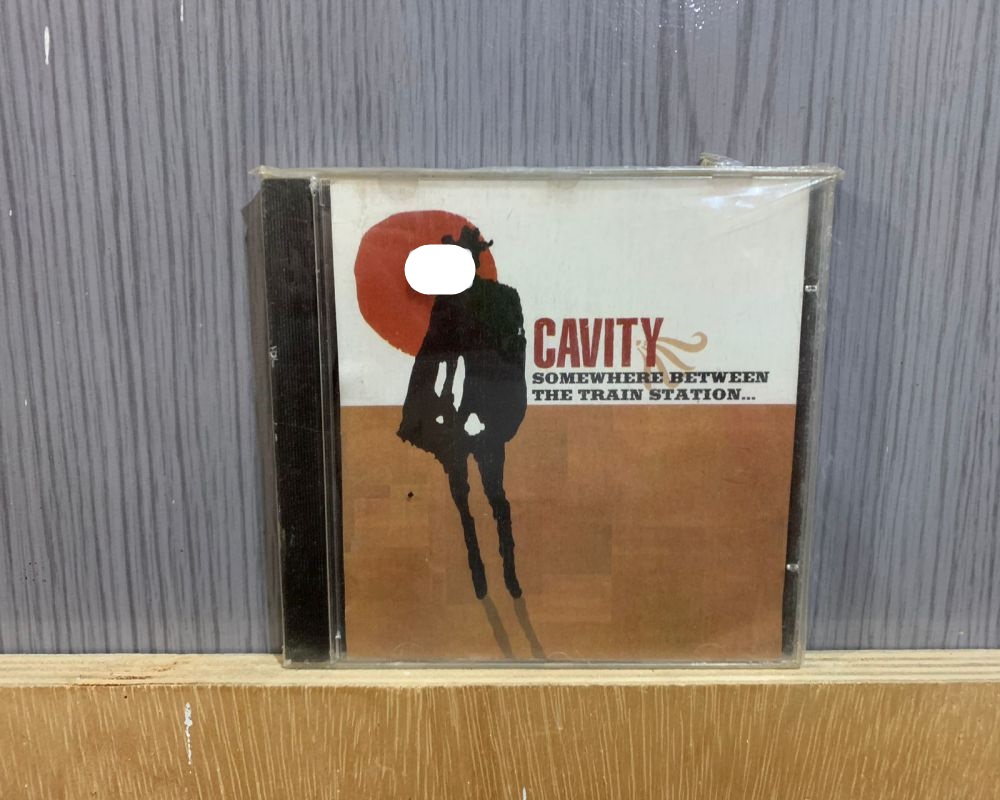 CAVITY
SOMEWHERE BETWEEN
THE TRAIN STATION...